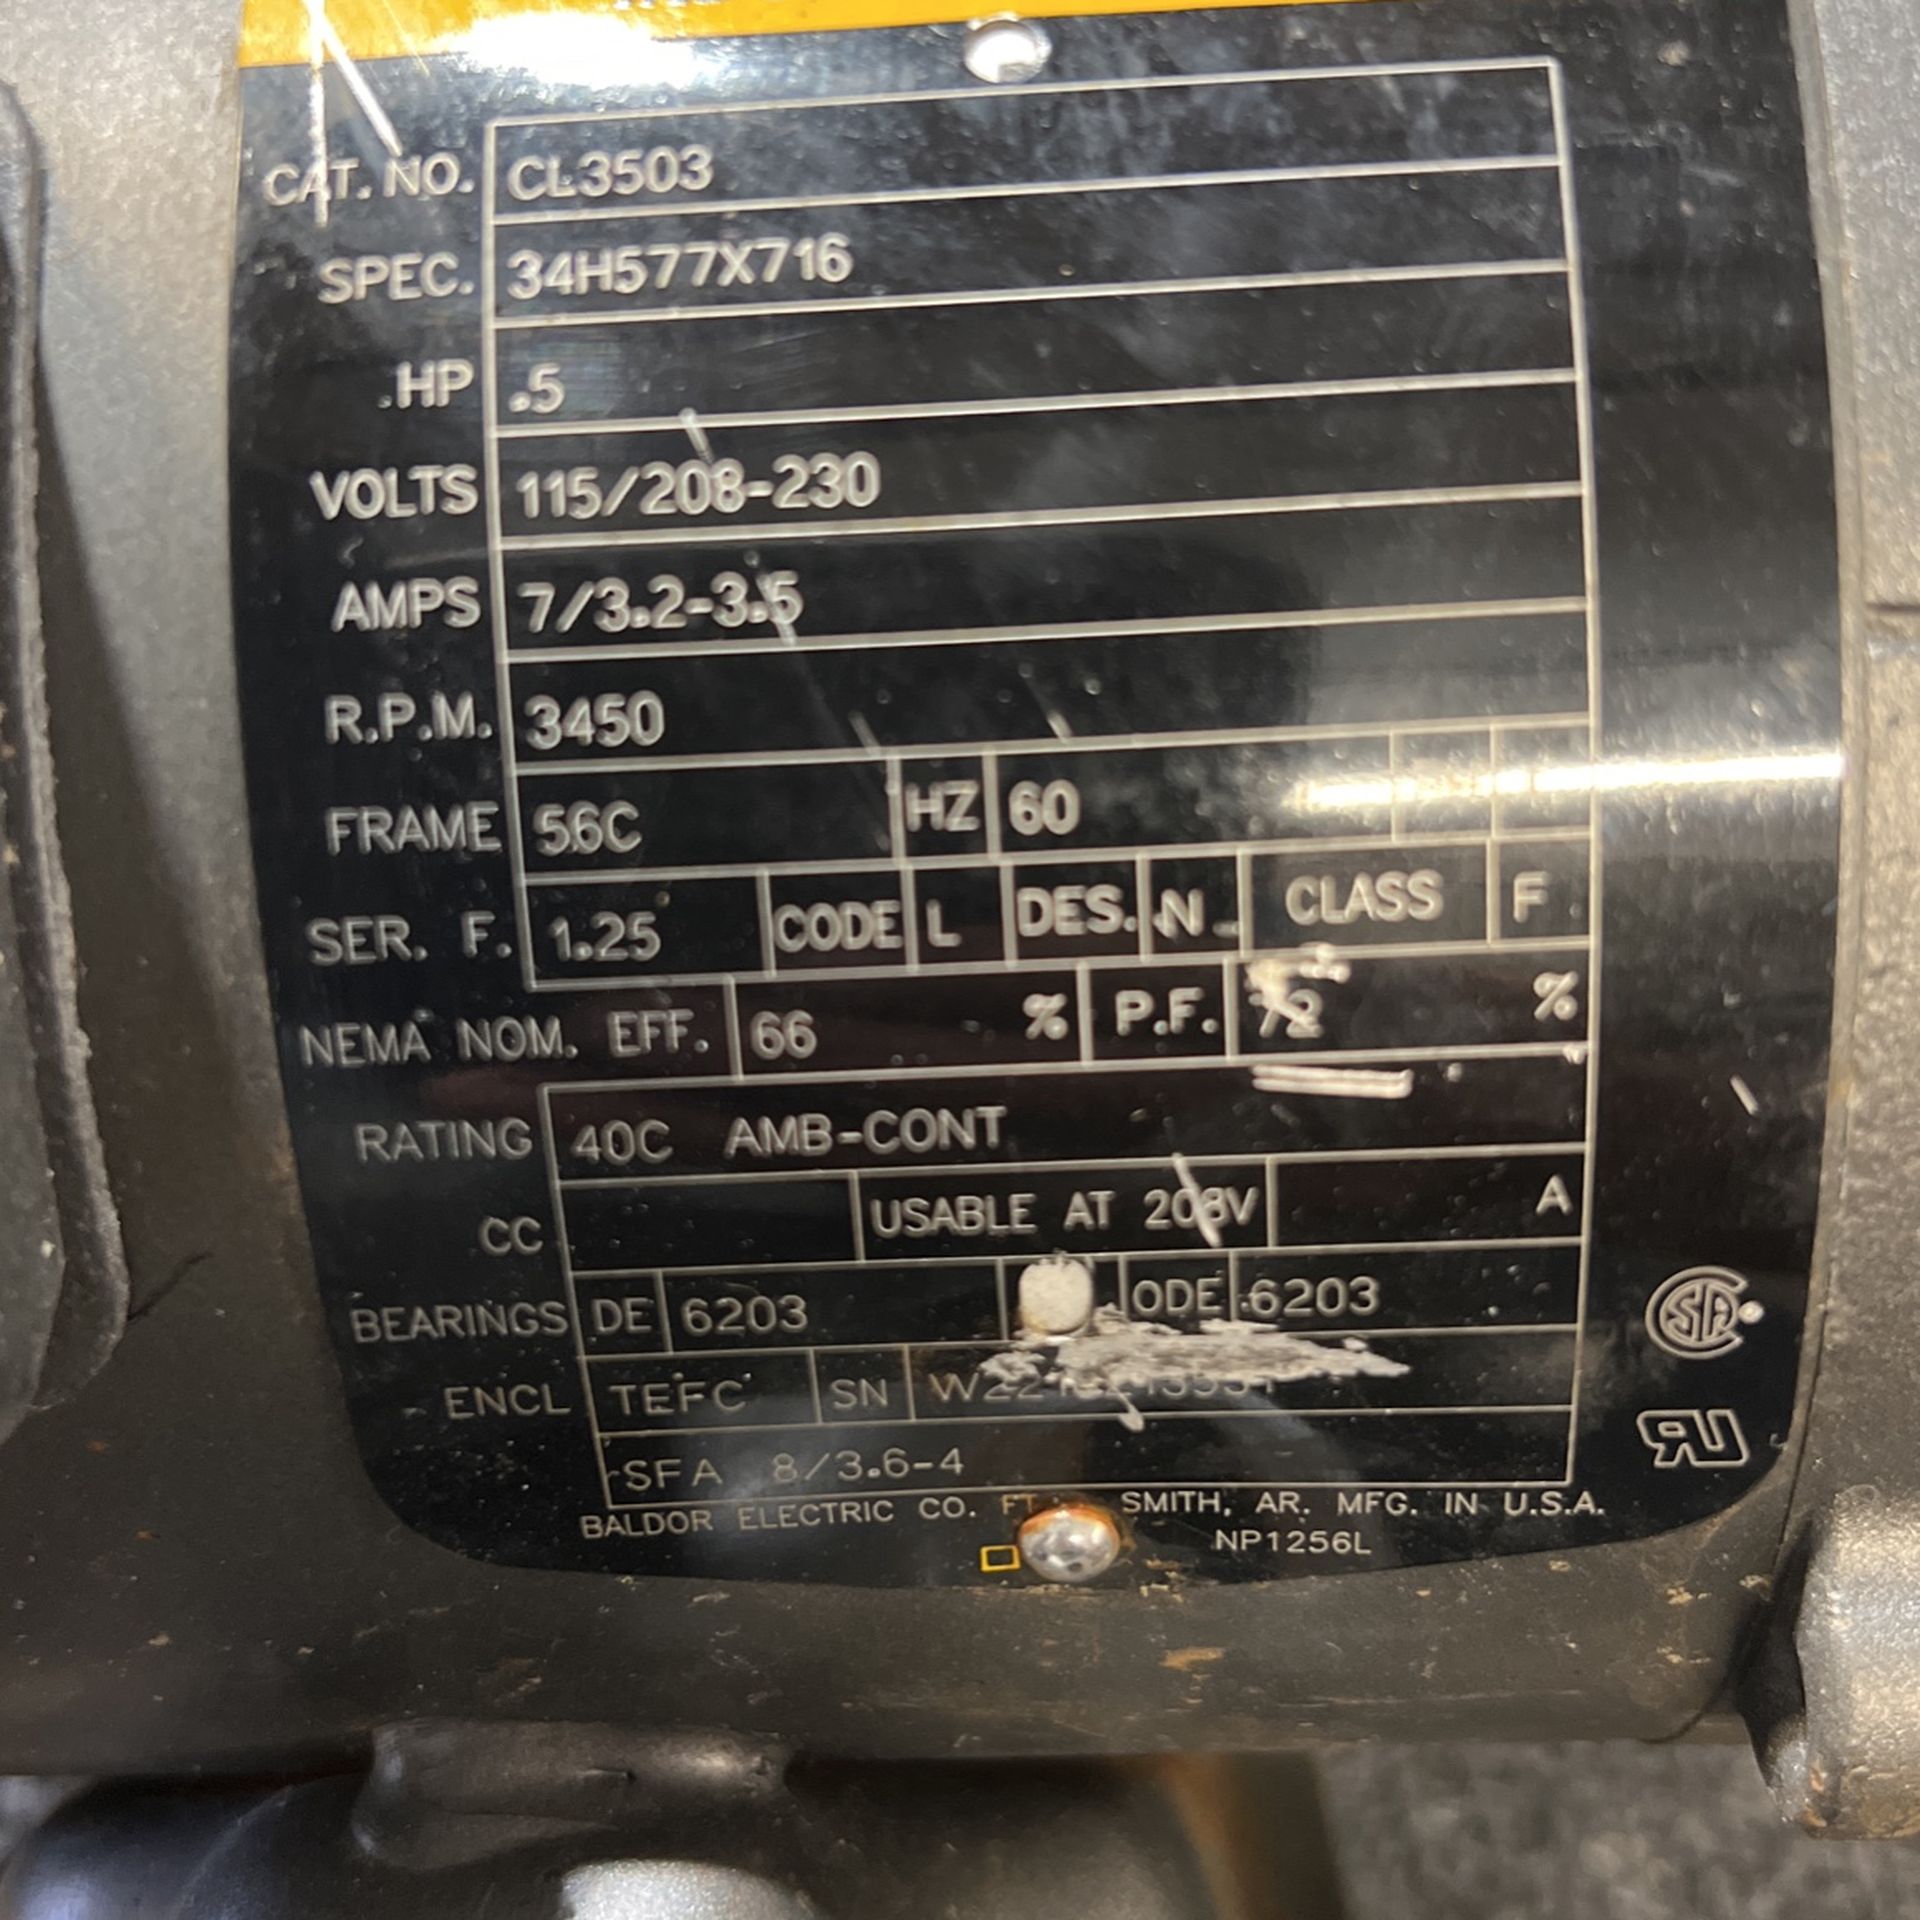 CAT. NO. CL3503
SPEC. 34H577X716
HP .5
VOLTS 115/208-230
AMPS 7/3.2-3.5
R.P.M. 3450
FRAME 56C HZ 60
SER. F. 1.25 CODE L DES. N CLASS F
NEMA NOM. EFF. 66 % P.F. 72 %
RATING 40C AMB-CONT
CC USABLE AT 208V A
BEARINGS DE 6203 ODE 6203
ENCL TEFC SN
SFA 8/3.6-4
BALDOR ELECTRIC CO. FT. SMITH, AR. MFG. IN U.S.A.
NP1256L